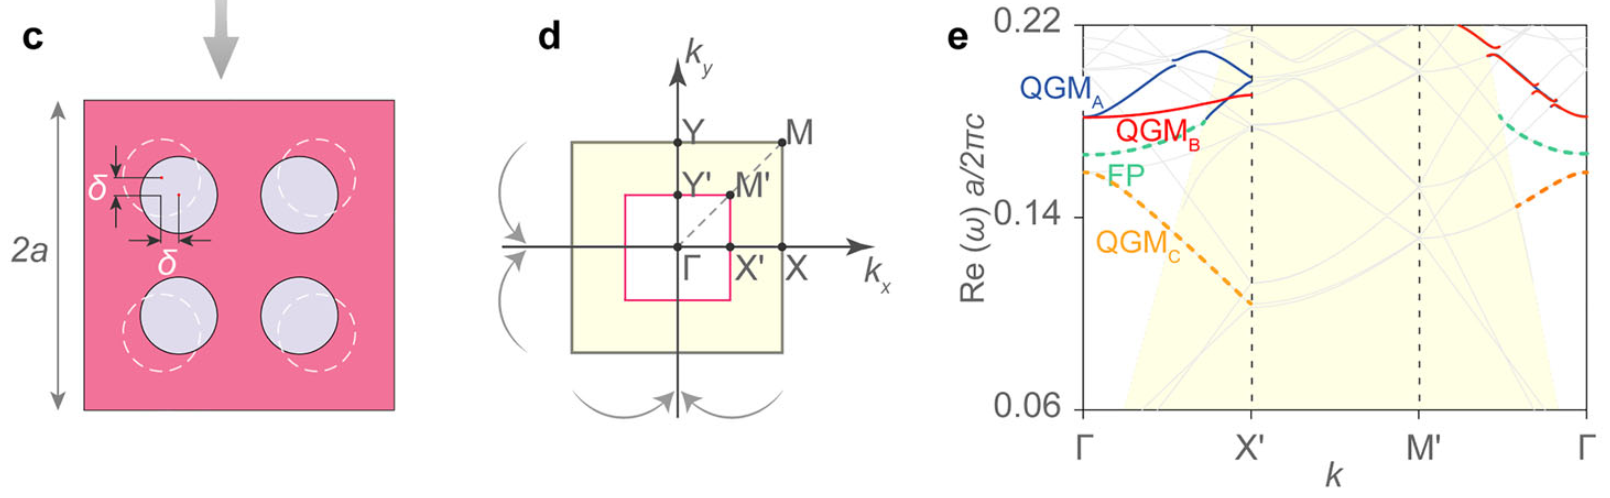 c
2a
δ
δ
d
k_y
Y
M
Y'
M'
Γ
X'
X
k_x
e
0.22
0.14
0.06
Re (ω) a/2πc
QGM_A
QGM_B
FP
QGM_C
Γ
X'
M'
Γ
k